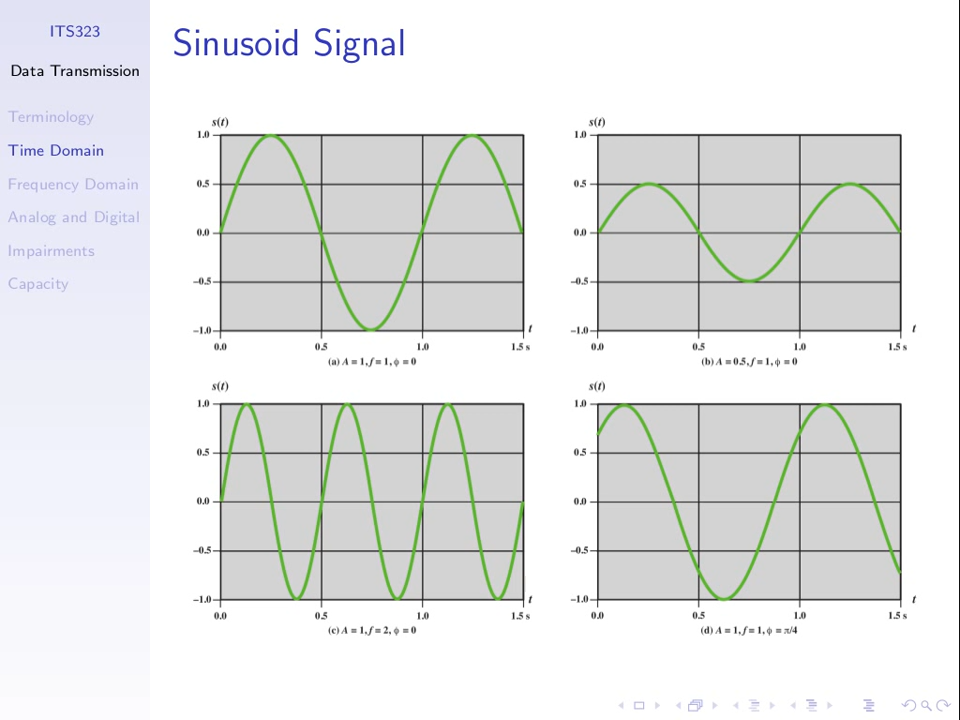 ITS323
Data Transmission
Terminology
Time Domain
Frequency Domain
Analog and Digital
Impairments
Capacity
Sinusoid Signal
s(t)
1.0
0.5
0.0
–0.5
–1.0
t
0.0 0.5 1.0 1.5 s
(a) A = 1, f = 1, ϕ = 0
s(t)
1.0
0.5
0.0
–0.5
–1.0
t
0.0 0.5 1.0 1.5 s
(b) A = 0.5, f = 1, ϕ = 0
s(t)
1.0
0.5
0.0
–0.5
–1.0
t
0.0 0.5 1.0 1.5 s
(c) A = 1, f = 2, ϕ = 0
s(t)
1.0
0.5
0.0
–0.5
–1.0
t
0.0 0.5 1.0 1.5 s
(d) A = 1, f = 1, ϕ = π/4